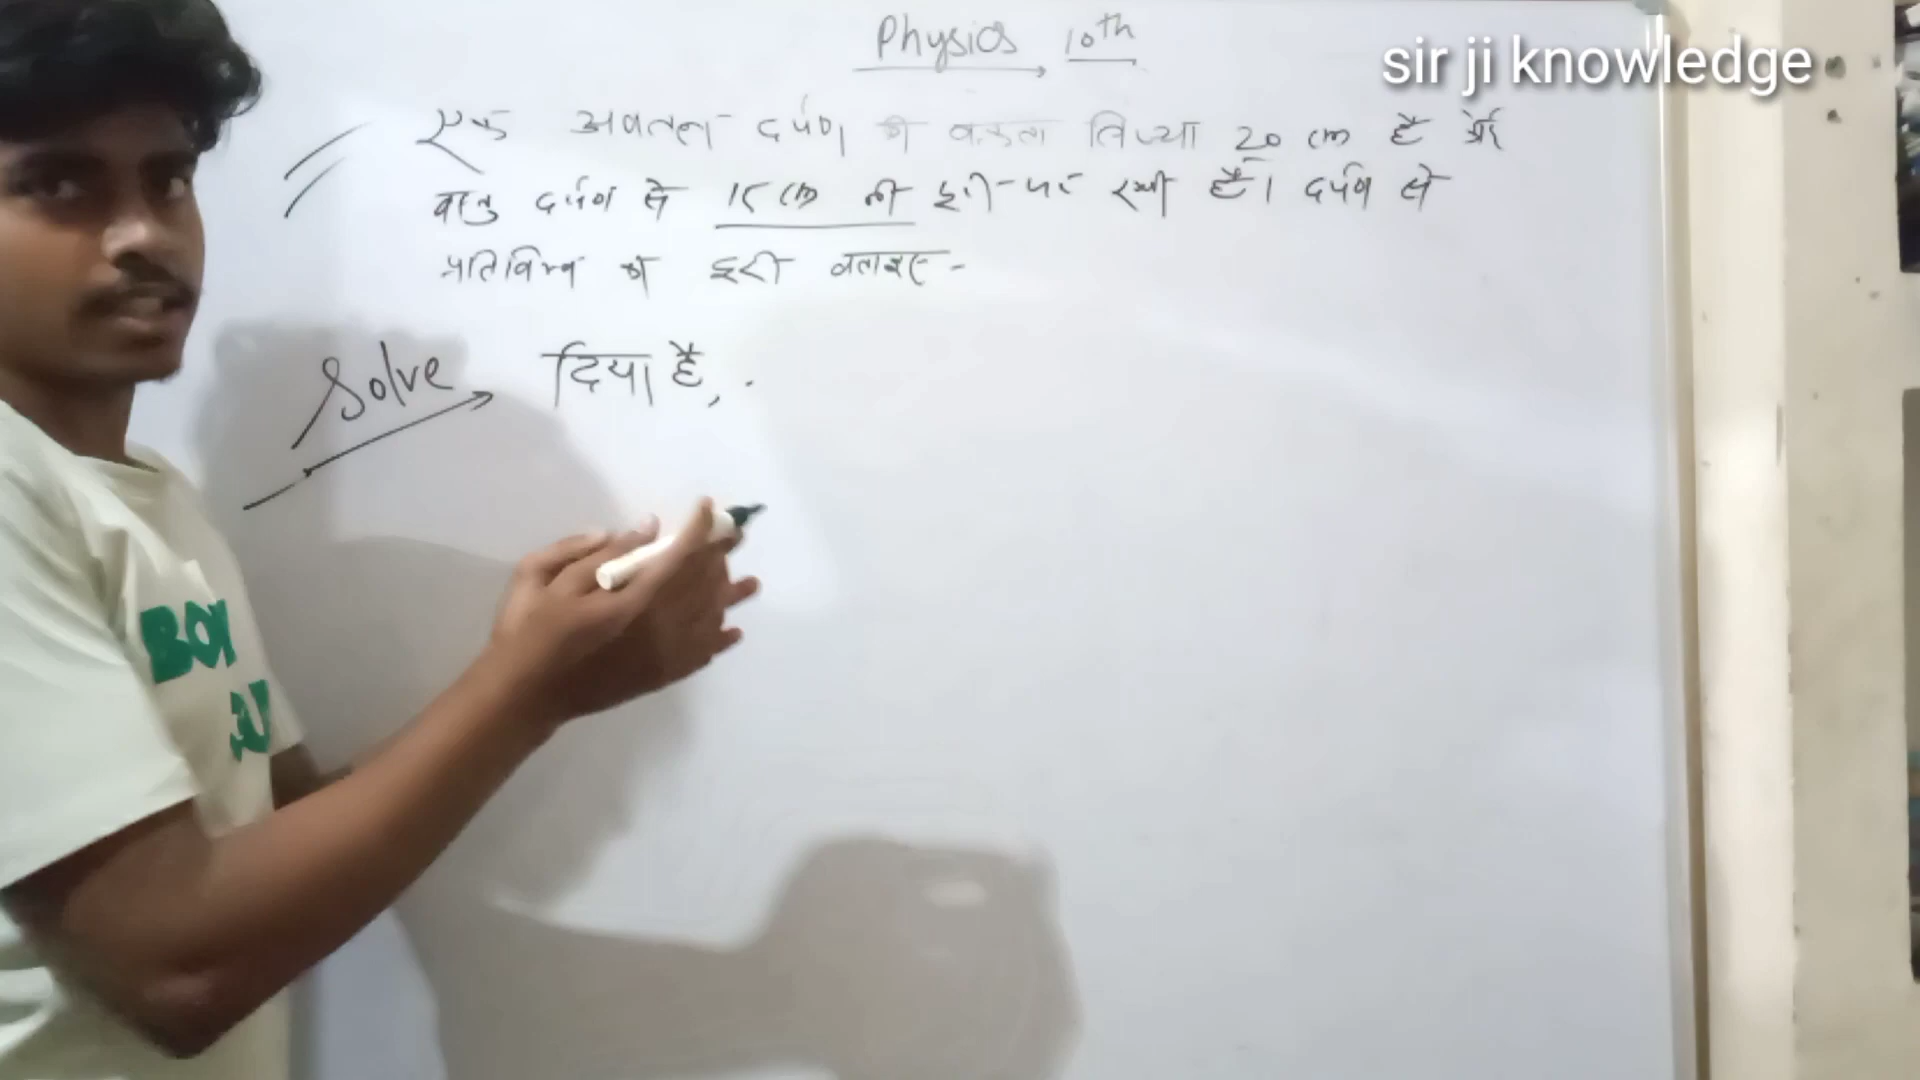 Physics 10th
sir ji knowledge
एक अवतल दर्पण की वक्रता त्रिज्या 20 cm है और
वस्तु दर्पण से 15 cm की दूरी पर रखी है। दर्पण से
प्रतिबिम्ब की दूरी बताइए -
Solve दिया है,
BOY